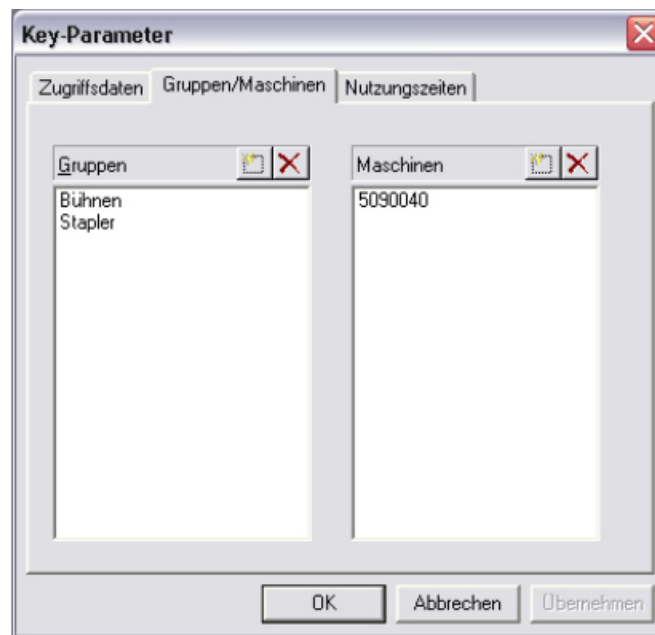 Key-Parameter
Zugriffsdaten Gruppen/Maschinen Nutzungszeiten
Gruppen
Bühnen
Stapler
Maschinen
5090040
OK Abbrechen Übernehmen